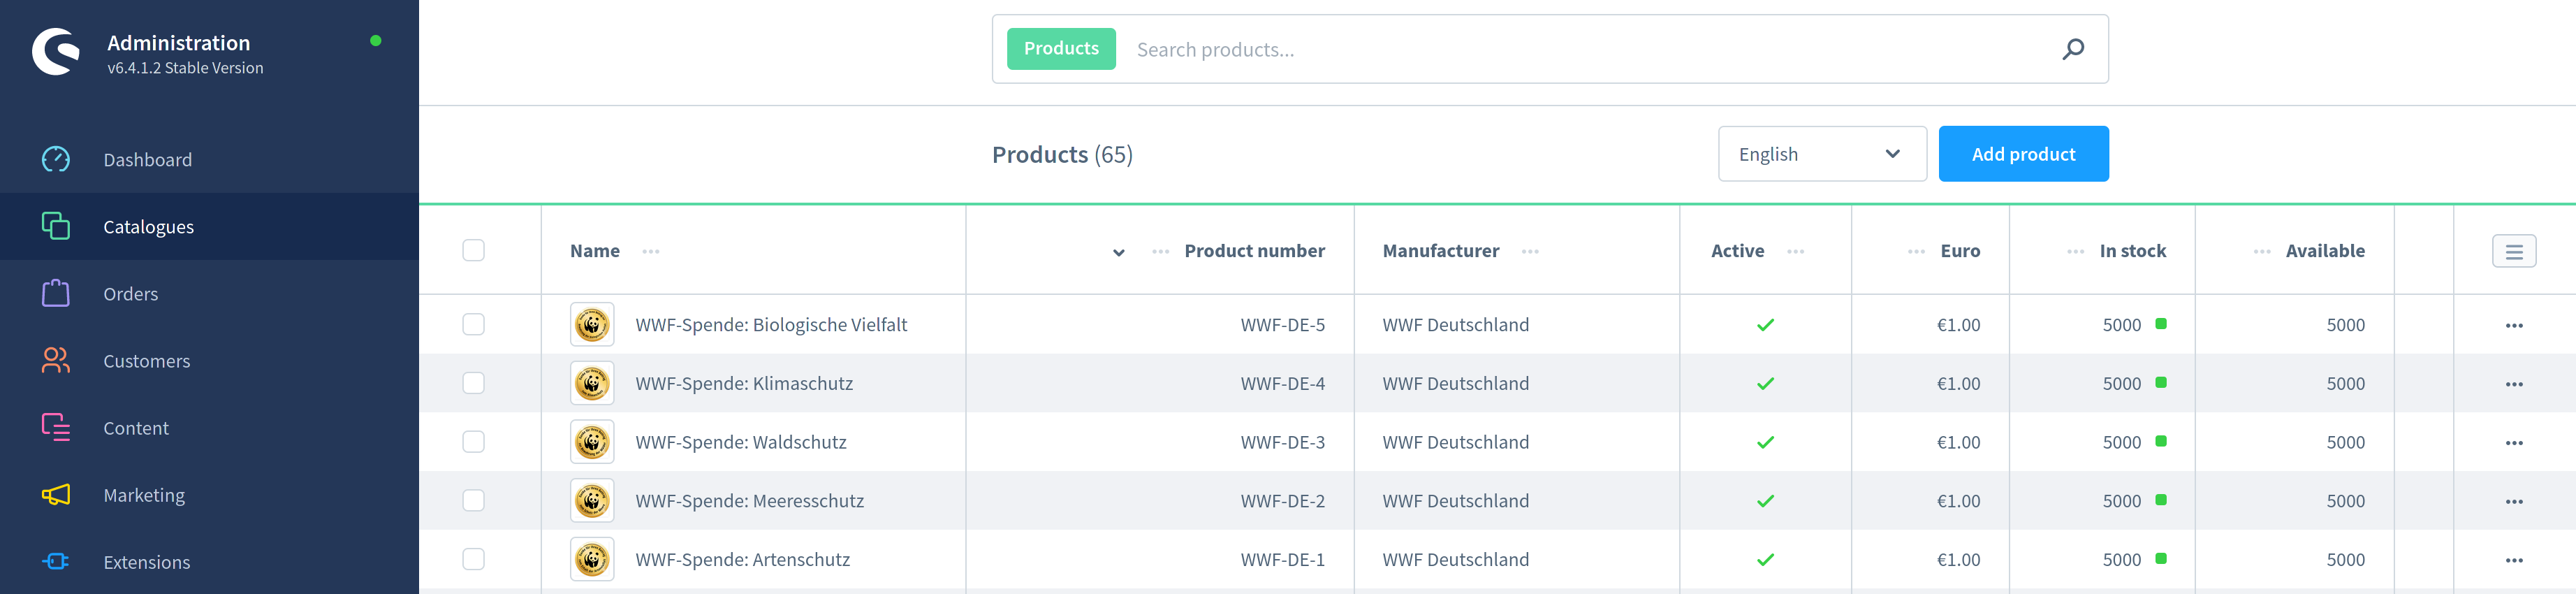 Administration
v6.4.1.2 Stable Version
Dashboard
Catalogues
Orders
Customers
Content
Marketing
Extensions
Products Search products...
Products (65) English Add product
Name Product number Manufacturer Active Euro In stock Available
WWF-Spende: Biologische Vielfalt WWF-DE-5 WWF Deutschland €1.00 5000 5000
WWF-Spende: Klimaschutz WWF-DE-4 WWF Deutschland €1.00 5000 5000
WWF-Spende: Waldschutz WWF-DE-3 WWF Deutschland €1.00 5000 5000
WWF-Spende: Meeresschutz WWF-DE-2 WWF Deutschland €1.00 5000 5000
WWF-Spende: Artenschutz WWF-DE-1 WWF Deutschland €1.00 5000 5000